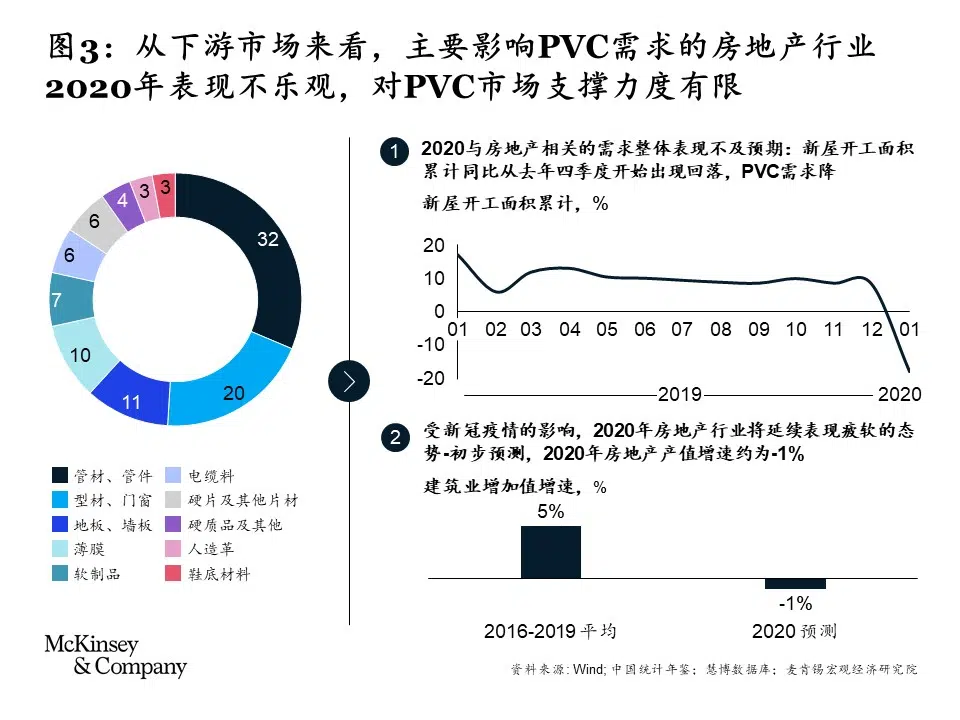 图3：从下游市场来看，主要影响PVC需求的房地产行业
2020年表现不乐观，对PVC市场支撑力度有限
3
3
4
6
6
7
10
11
20
32
管材、管件
电缆料
型材、门窗
硬片及其他片材
地板、墙板
硬质品及其他
薄膜
人造革
软制品
鞋底材料
1
2020与房地产相关的需求整体表现不及预期：新屋开工面积
累计同比从去年四季度开始出现回落，PVC需求降
新屋开工面积累计，%
20
10
0
-10
-20
01 02 03 04 05 06 07 08 09 10 11 12 01
2019
2020
2
受新冠疫情的影响，2020年房地产行业将延续表现疲软的态
势-初步预测，2020年房地产产值增速约为-1%
建筑业增加值增速，%
5%
-1%
2016-2019 平均
2020 预测
McKinsey
& Company
资料来源: Wind; 中国统计年鉴；慧博数据库；麦肯锡宏观经济研究院